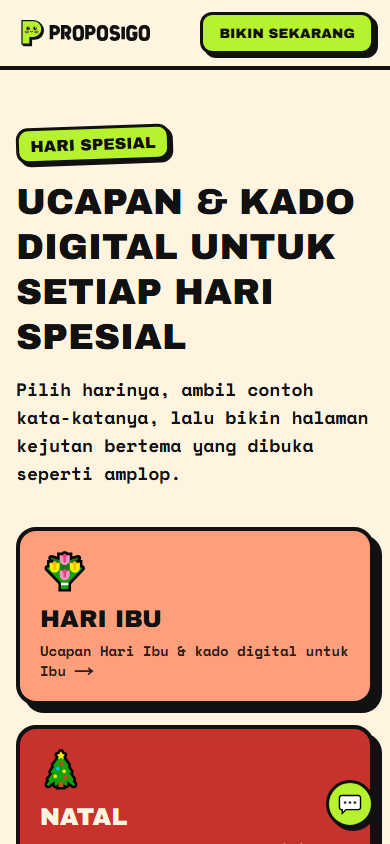 PROPOSIGO
BIKIN SEKARANG
HARI SPESIAL
UCAPAN & KADO
DIGITAL UNTUK
SETIAP HARI
SPESIAL
Pilih harinya, ambil contoh
kata-katanya, lalu bikin halaman
kejutan bertema yang dibuka
seperti amplop.
HARI IBU
Ucapan Hari Ibu & kado digital untuk
Ibu →
NATAL